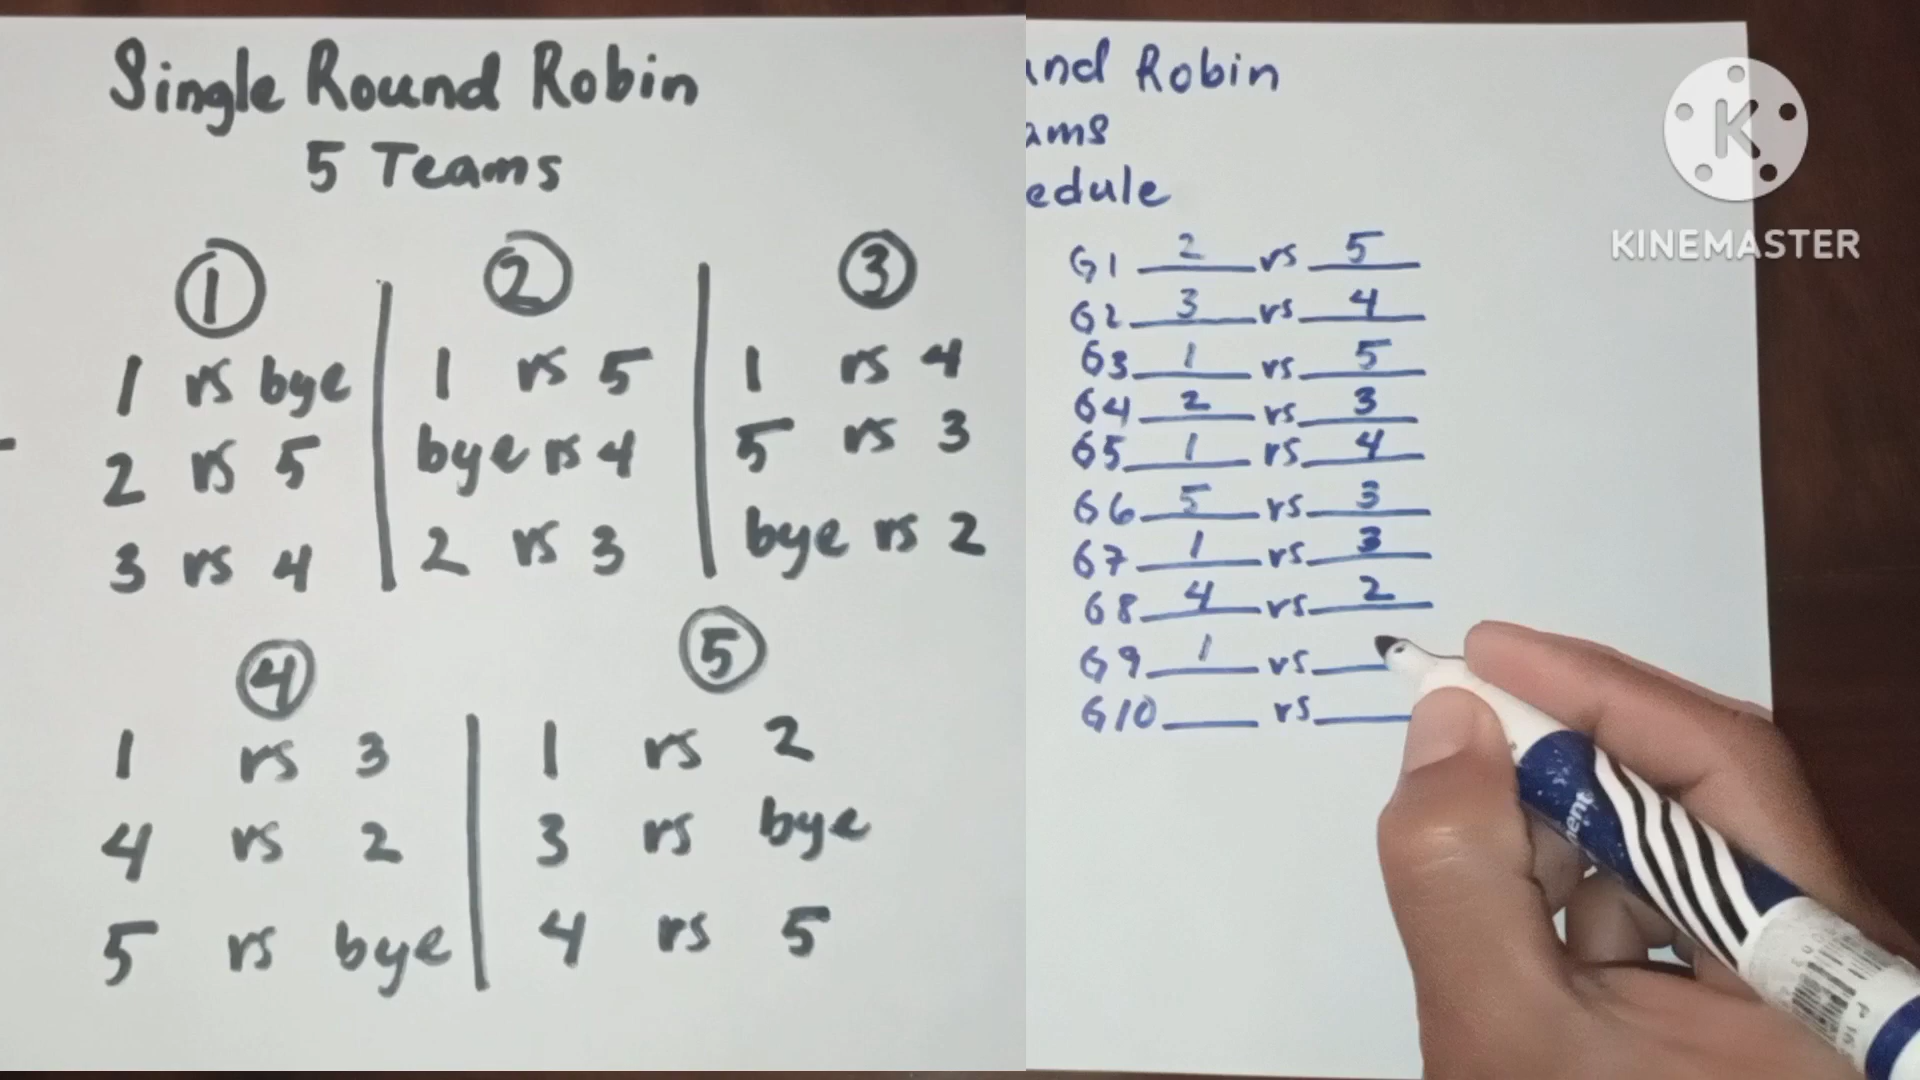 Single Round Robin
5 Teams
1
1 vs bye
2 vs 5
3 vs 4
2
1 vs 5
bye vs 4
2 vs 3
3
1 vs 4
5 vs 3
bye vs 2
4
1 vs 3
4 vs 2
5 vs bye
5
1 vs 2
3 vs bye
4 vs 5
und Robin
ams
edule
G1 2 vs 5
G2 3 vs 4
G3 1 vs 5
G4 2 vs 3
G5 1 vs 4
G6 5 vs 3
G7 1 vs 3
G8 4 vs 2
G9 1 vs
G10 vs
K
KINEMASTER